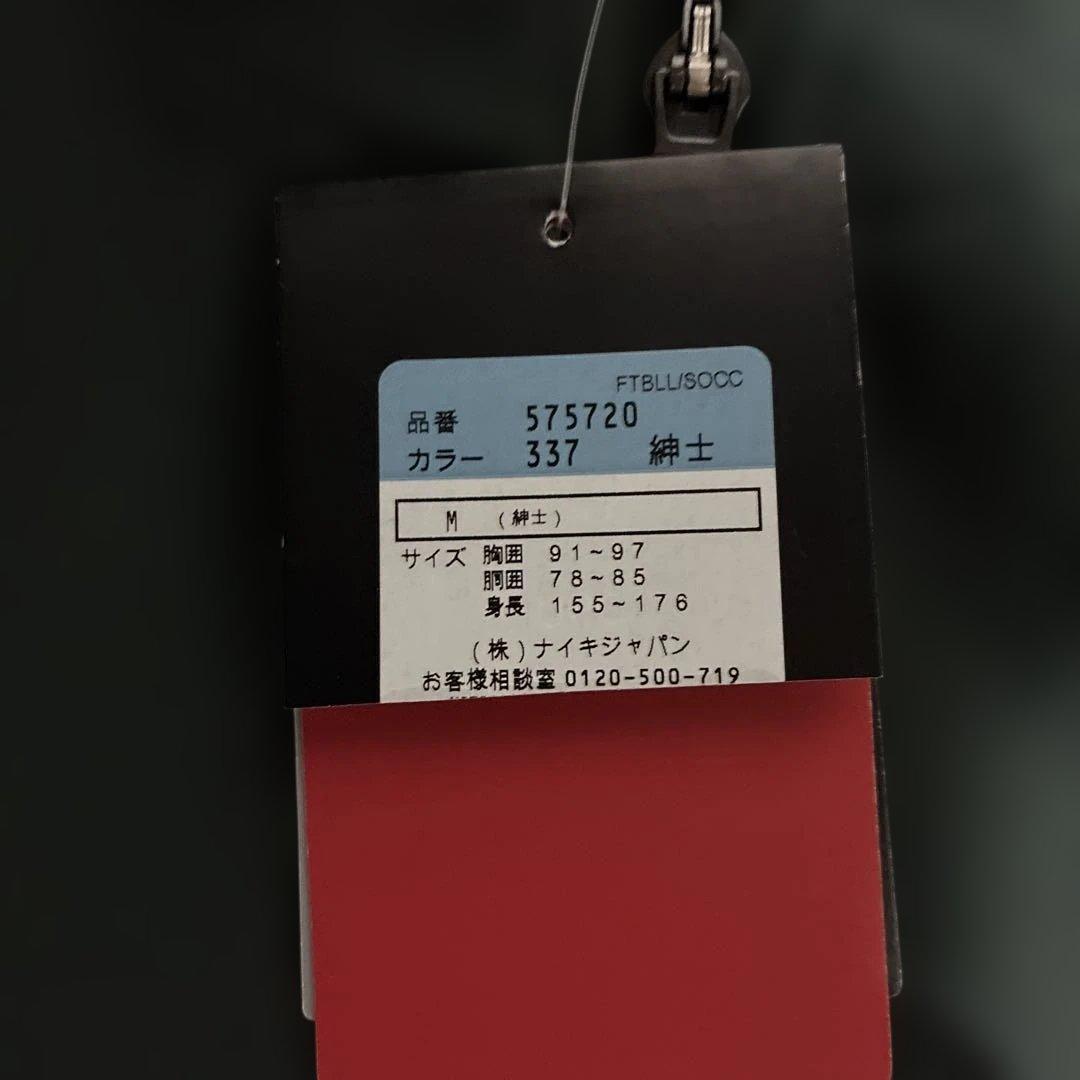 FTBLL/SOCC
品番 575720
カラー 337 紳士
M (紳士)
サイズ 胸囲 91~97
胴囲 78~85
身長 155~176
(株)ナイキジャパン
お客様相談室 0120-500-719